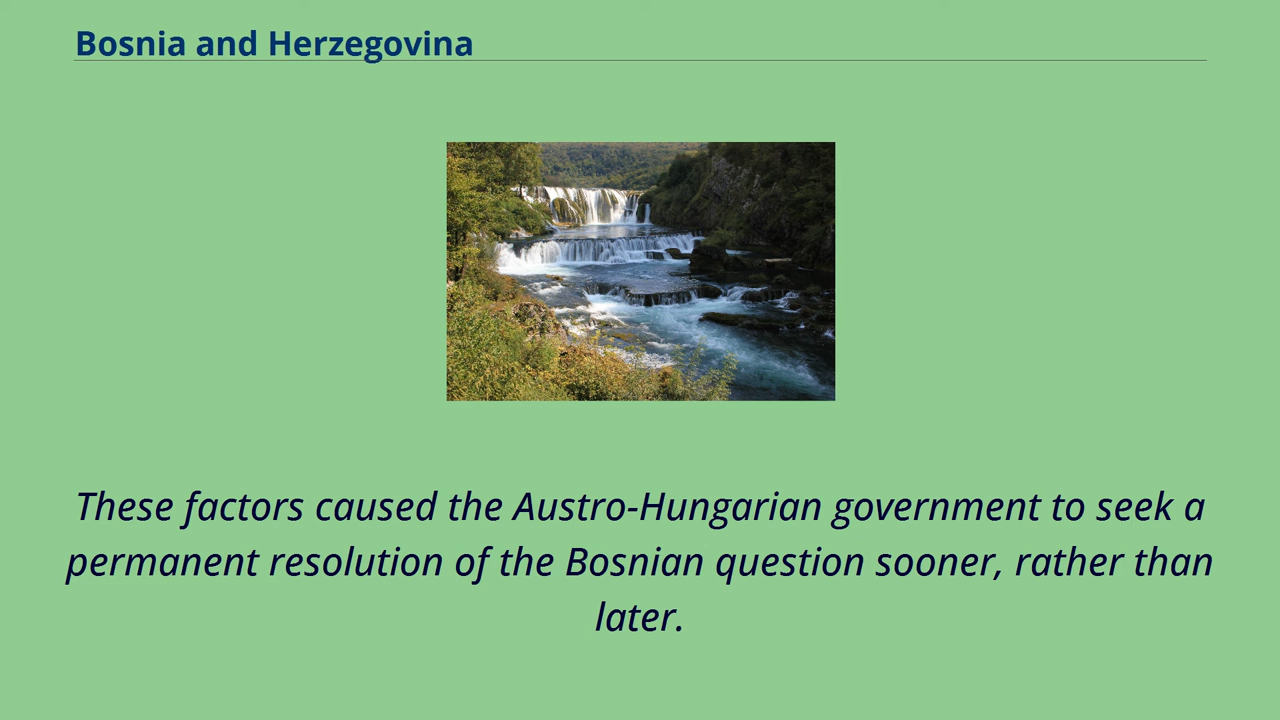 Bosnia and Herzegovina
These factors caused the Austro-Hungarian government to seek a
permanent resolution of the Bosnian question sooner, rather than
later.